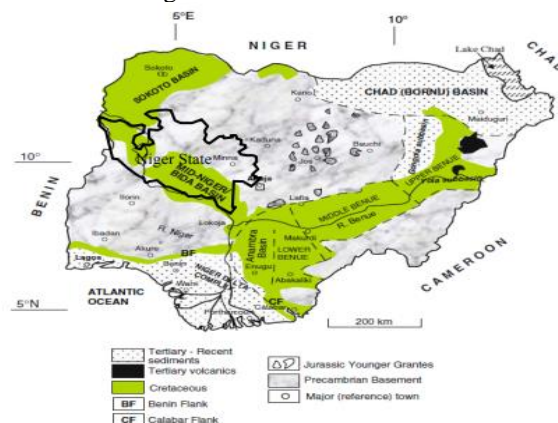 5°E
10°
NIGER
CHAD
Lake Chad
Sokoto
SOKOTO BASIN
Kano
CHAD (BORNU) BASIN
Maiduguri
Kaduna
Niger State
Minna
Jos
Bauchi
10°
MID-NIGER/
BIDA BASIN
UPPER BENUE
BENIN
Ilorin
Lafia
MIDDLE BENUE
R. Benue
Lokoja
Makurdi
Ibadan
R. Niger
Anambra
Basin
LOWER
BENUE
CAMEROON
Akure
BF
Lagos
Benin
Enugu
Abakaliki
NIGER DELTA
COMPLEX
Warri
ATLANTIC
OCEAN
5°N
CF
Calabar
200 km
Tertiary - Recent
sediments
Tertiary volcanics
Cretaceous
BF Benin Flank
CF Calabar Flank
Jurassic Younger Grantes
Precambrian Basement
Major (reference) town